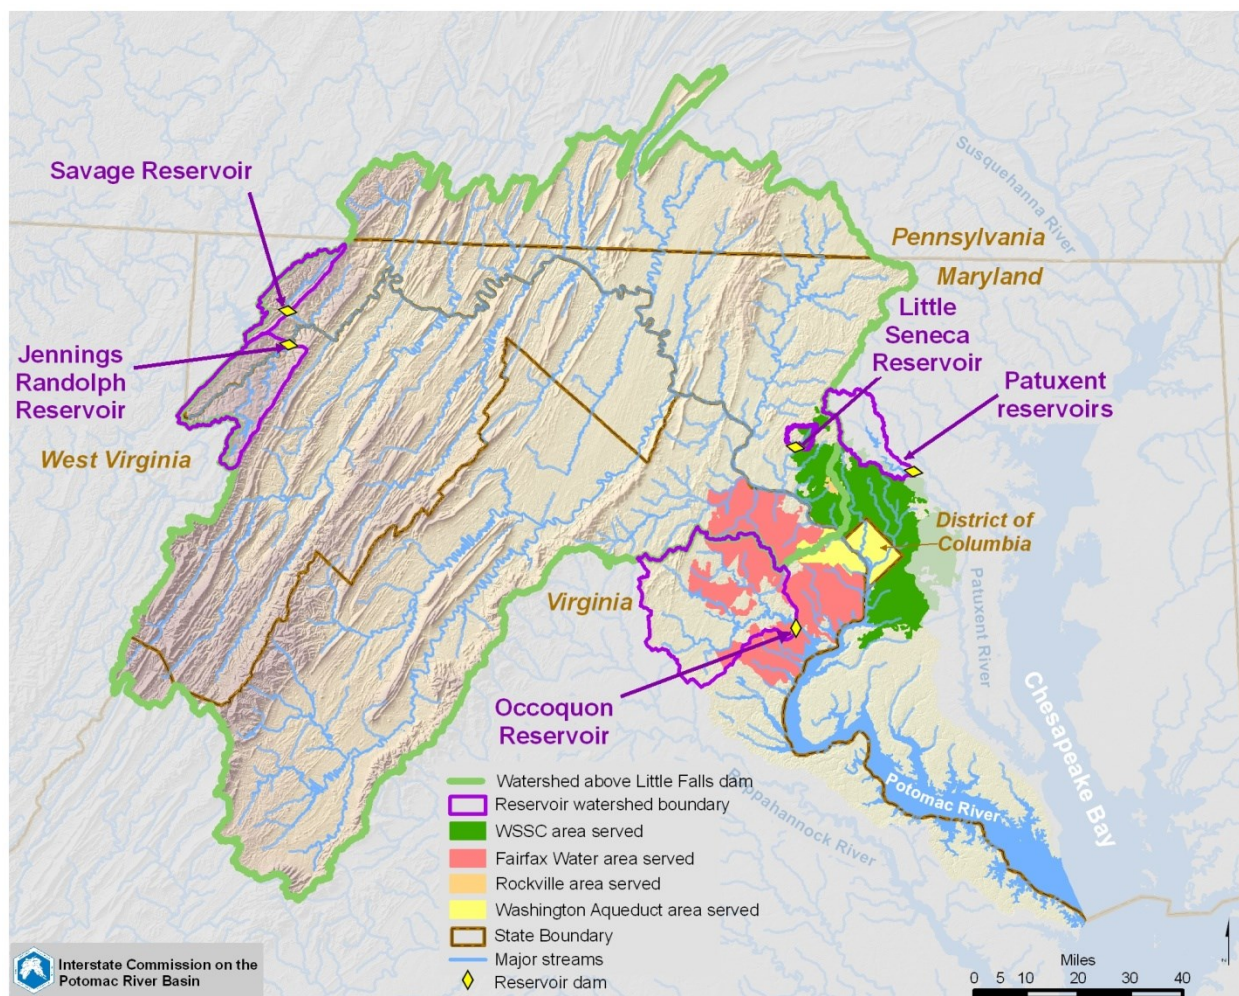 Susquehanna River
Savage Reservoir
Pennsylvania
Maryland
Little
Seneca
Reservoir
Jennings
Randolph
Reservoir
Patuxent
reservoirs
West Virginia
District of
Columbia
Virginia
Patuxent River
Occoquon
Reservoir
Chesapeake Bay
Potomac River
Rappahannock River
Watershed above Little Falls dam
Reservoir watershed boundary
WSSC area served
Fairfax Water area served
Rockville area served
Washington Aqueduct area served
State Boundary
Major streams
Reservoir dam
Interstate Commission on the
Potomac River Basin
Miles
0 5 10 20 30 40